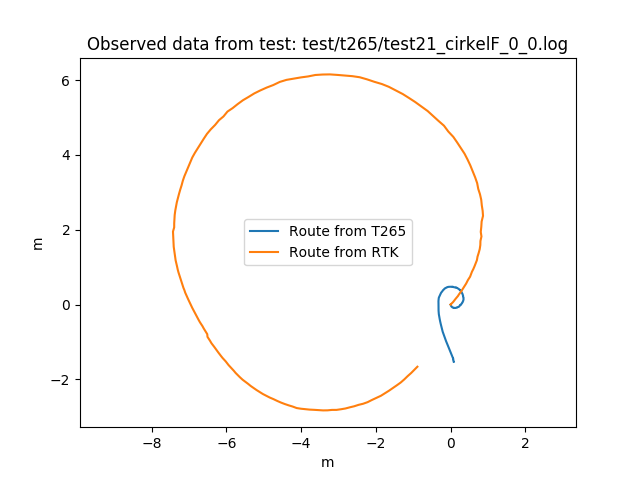 Observed data from test: test/t265/test21_cirkelF_0_0.log
6
4
2
0
−2
m
Route from T265
Route from RTK
−8
−6
−4
−2
0
2
m